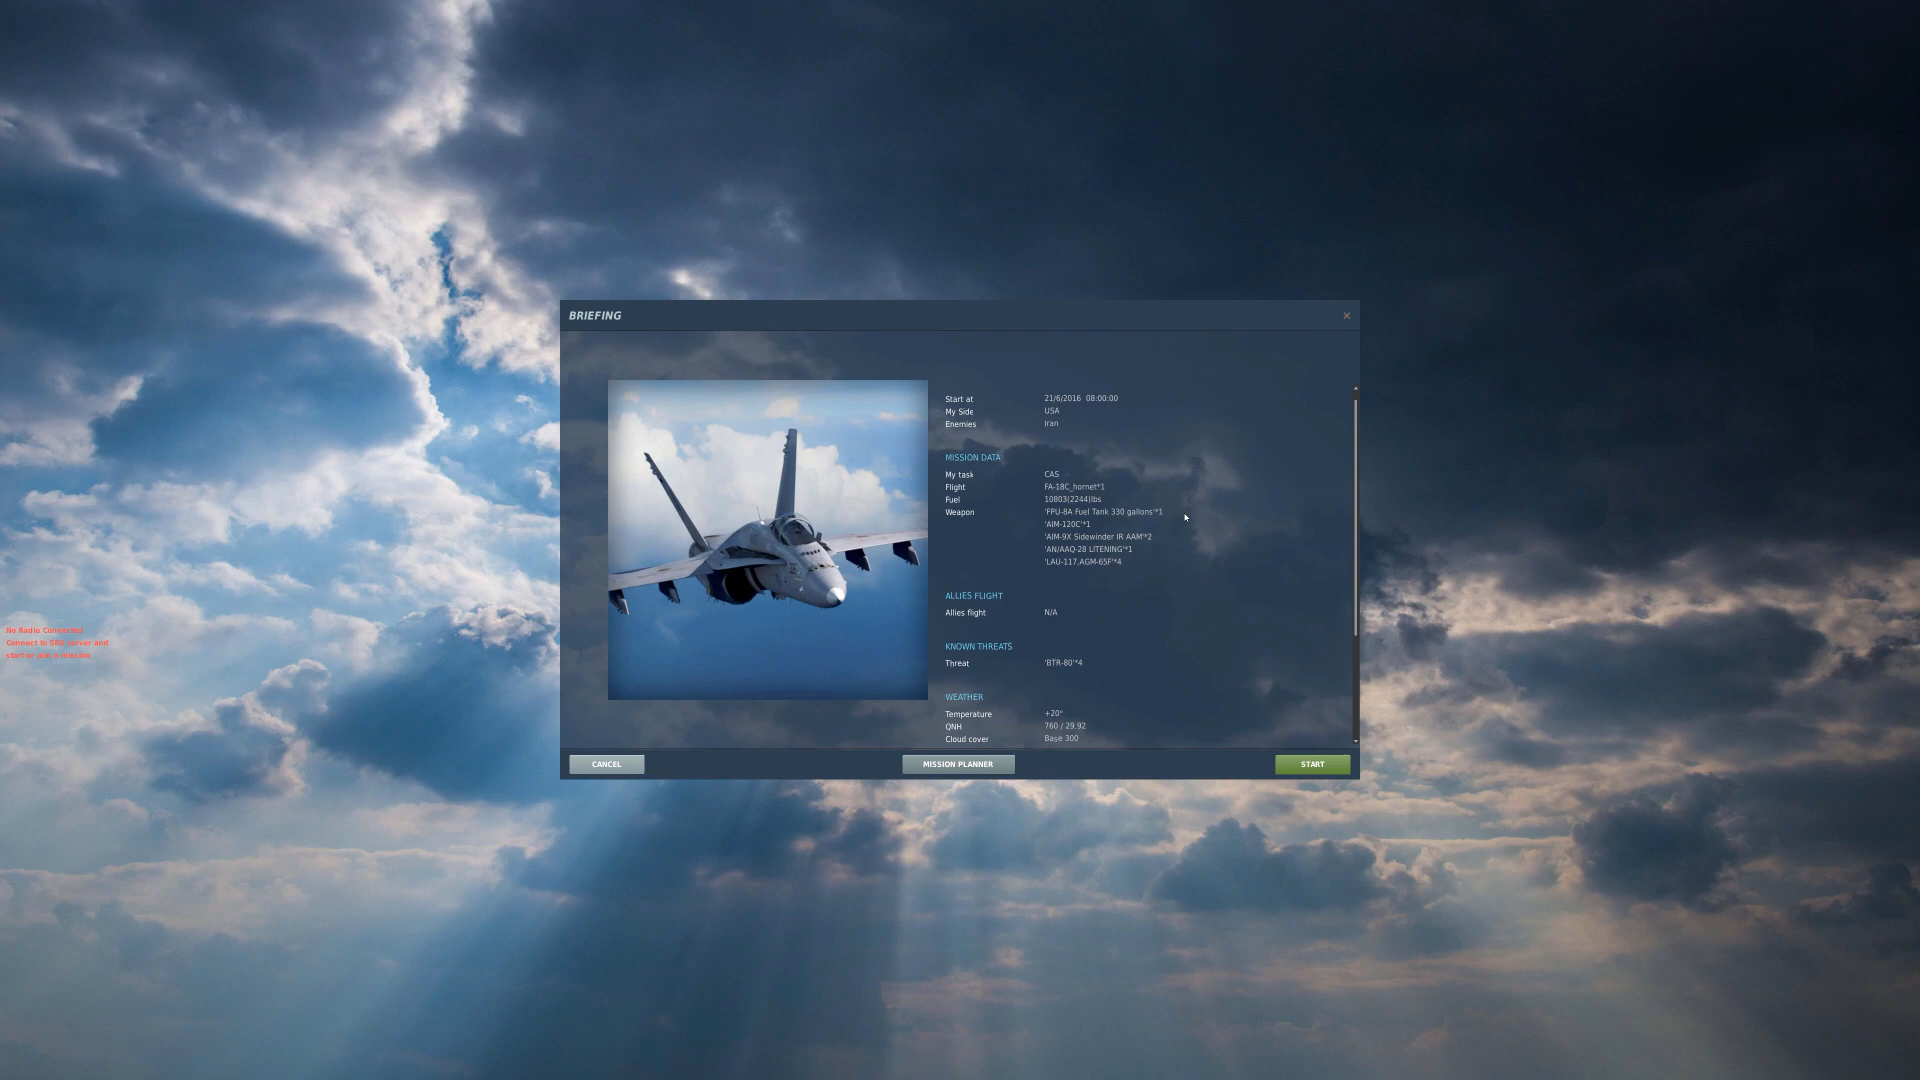 BRIEFING
Start at 21/6/2016 08:00:00
My Side USA
Enemies Iran
MISSION DATA
My task CAS
Flight FA-18C_hornet*1
Fuel 10803(2244)lbs
Weapon 'FPU-8A Fuel Tank 330 gallons'*1
'AIM-120C'*1
'AIM-9X Sidewinder IR AAM'*2
'AN/AAQ-28 LITENING'*1
'LAU-117,AGM-65F'*4
ALLIES FLIGHT
Allies flight N/A
KNOWN THREATS
Threat 'BTR-80'*4
WEATHER
Temperature +20°
QNH 760 / 29.92
Cloud cover Base 300
CANCEL MISSION PLANNER START
No Radio Connected
Connect to SRS server and
start or join a mission